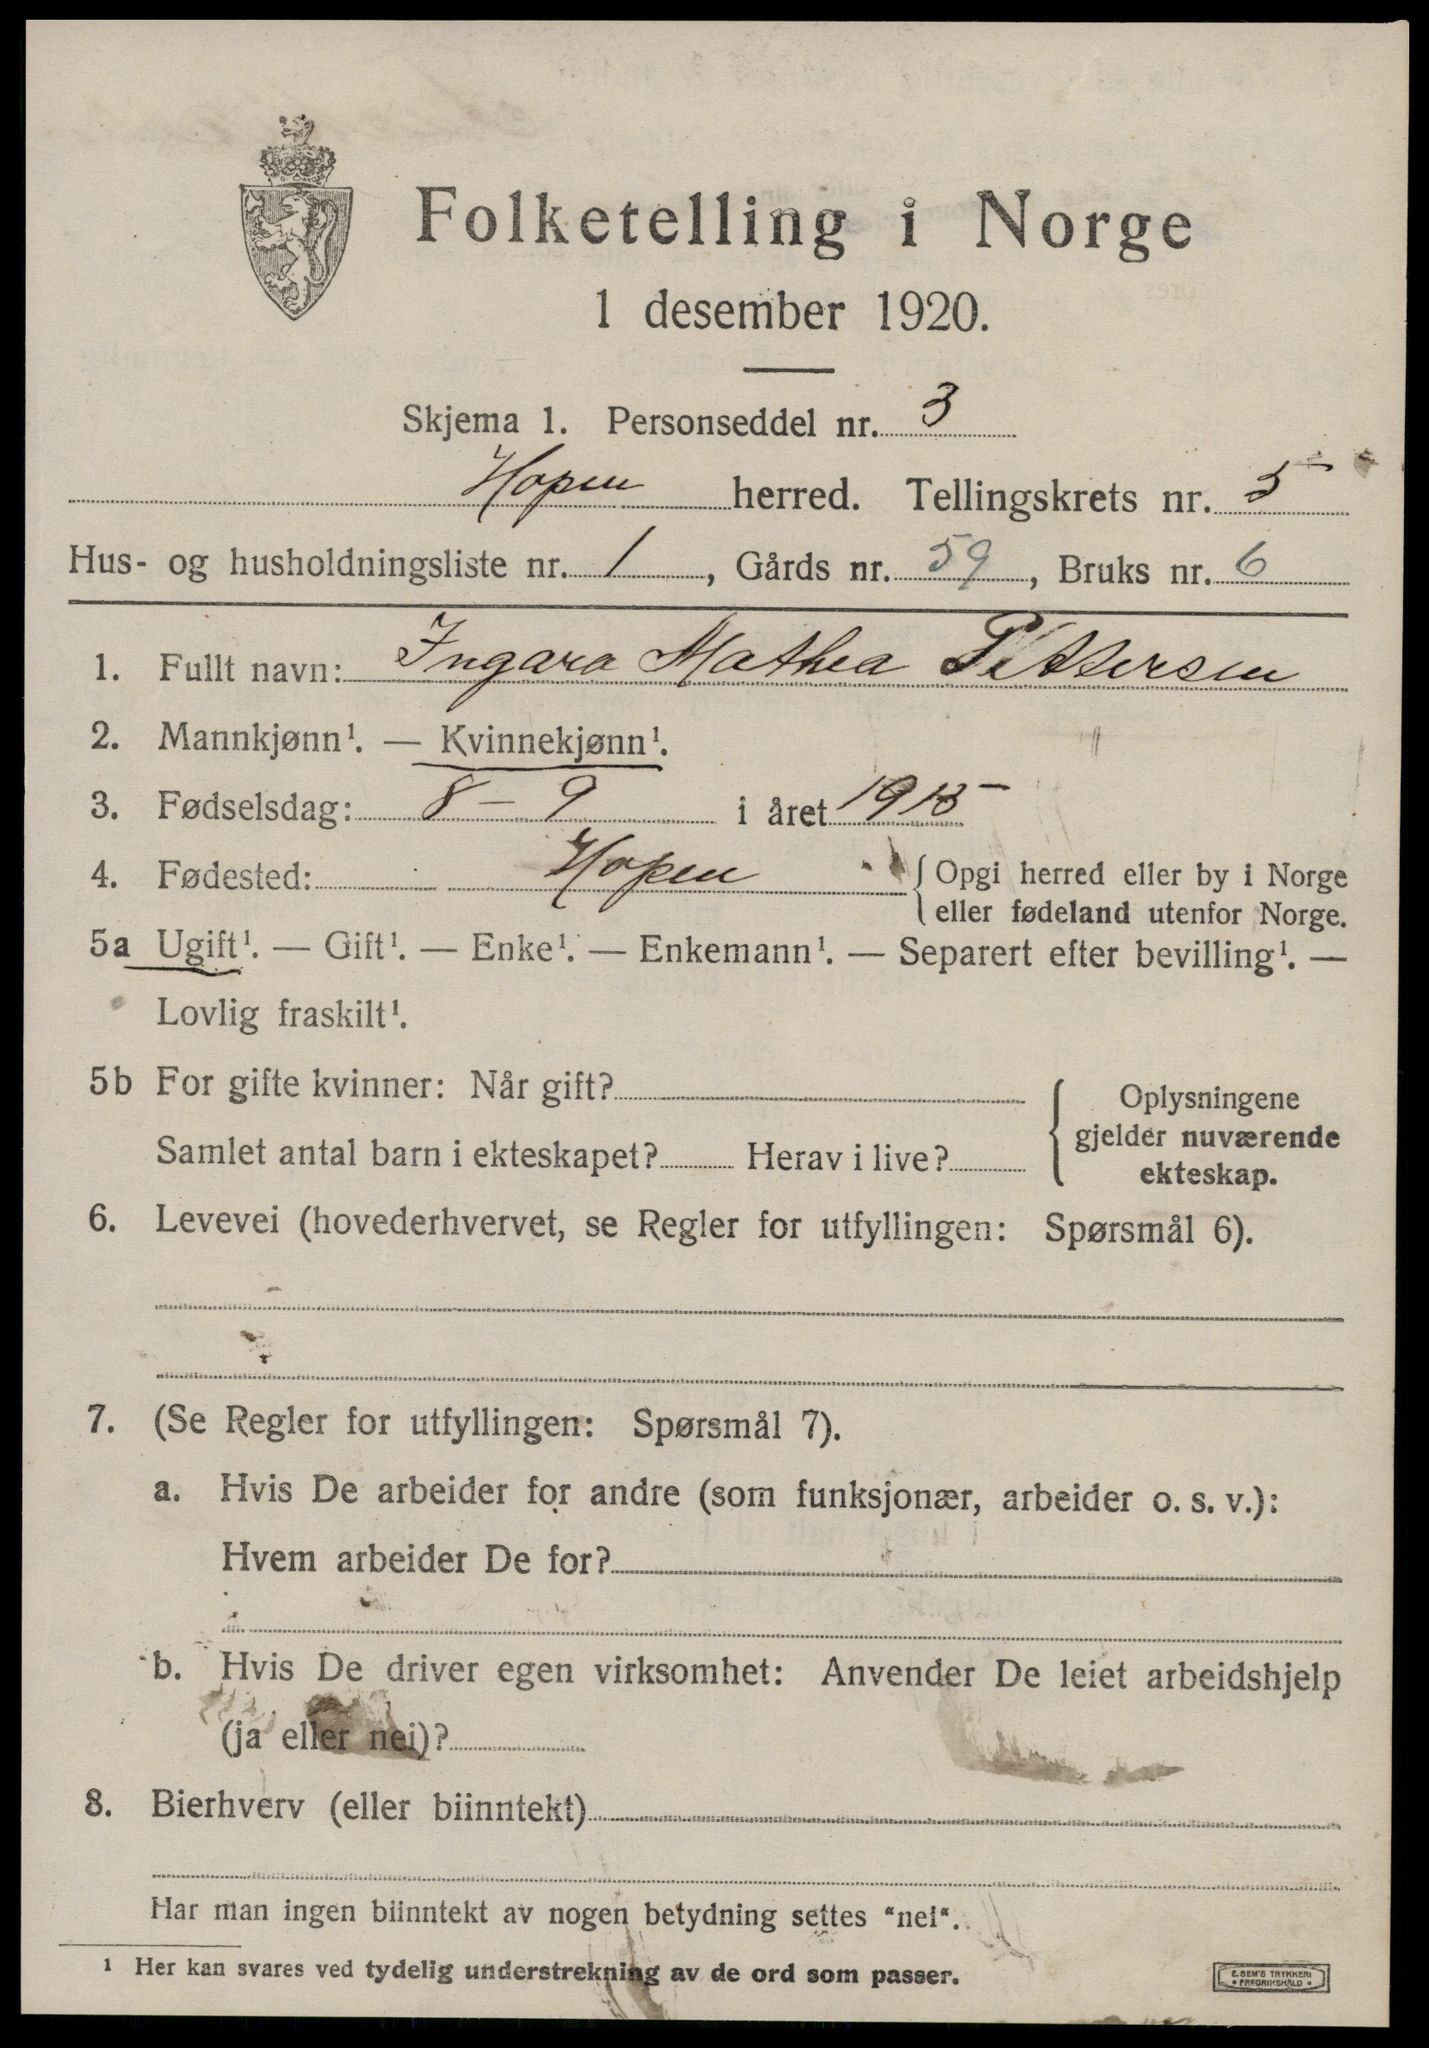 Folketelling i Norge
1 desember 1920.
Skjema 1. Personseddel nr. 3
Hopen herred. Tellingskrets nr. 5
Hus- og husholdningsliste nr. 1, Gårds nr. 59, Bruks nr. 6
1. Fullt navn: Ingara Mathea Pettersen
2. Mannkjønn¹. — Kvinnekjønn¹.
3. Fødselsdag: 8 – 9 i året 1915
4. Fødested: Hopen { Opgi herred eller by i Norge
eller fødeland utenfor Norge.
5a Ugift¹. — Gift¹. — Enke¹. — Enkemann¹. — Separert efter bevilling¹. —
Lovlig fraskilt¹.
5b For gifte kvinner: Når gift? { Oplysningene
gjelder nuværende
Samlet antal barn i ekteskapet? Herav i live?
ekteskap.
6. Levevei (hovederhvervet, se Regler for utfyllingen: Spørsmål 6).
7. (Se Regler for utfyllingen: Spørsmål 7).
a. Hvis De arbeider for andre (som funksjonær, arbeider o. s. v.):
Hvem arbeider De for?
b. Hvis De driver egen virksomhet: Anvender De leiet arbeidshjelp
(ja eller nei)?
8. Bierhverv (eller biinntekt)
Har man ingen biinntekt av nogen betydning settes "nei".
¹ Her kan svares ved tydelig understrekning av de ord som passer.
E. SEM'S TRYKKERI
• FREDRIKSHALD •